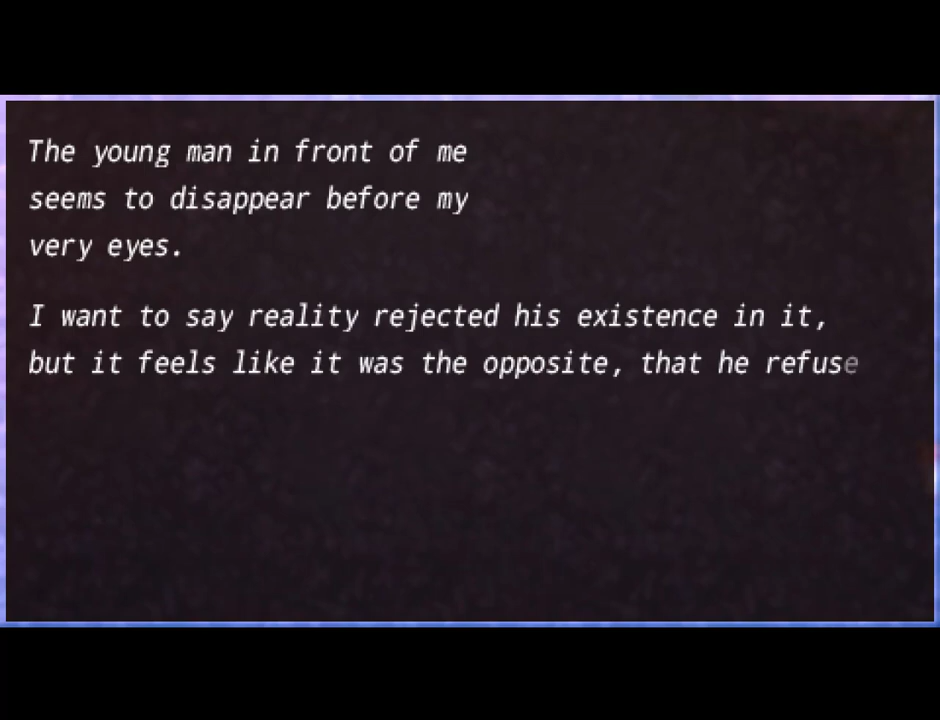 The young man in front of me
seems to disappear before my
very eyes.
I want to say reality rejected his existence in it,
but it feels like it was the opposite, that he refuse